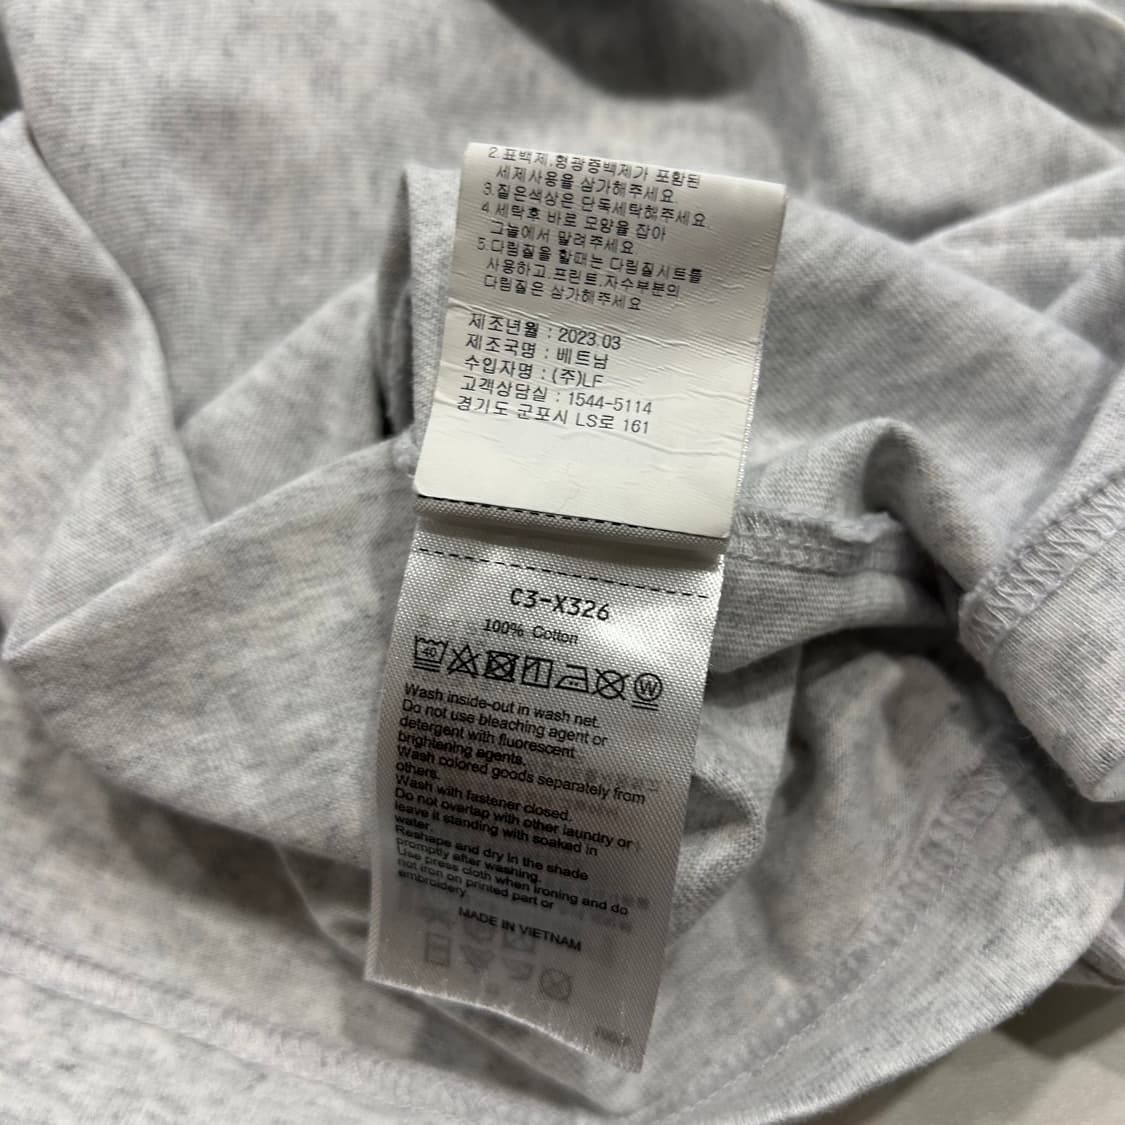 2.표백제,형광증백제가 포함된
세제사용을 삼가해주세요.
3.짙은색상은 단독세탁해주세요.
4.세탁후 바로 모양을 잡아
그늘에서 말려주세요.
5.다림질을 할때는 다림질시트를
사용하고,프린트,자수부분의
다림질은 삼가해주세요
제조년월 : 2023.03
제조국명 : 베트남
수입자명 : (주)LF
고객상담실 : 1544-5114
경기도 군포시 LS로 161
C3-X326
100% Cotton
40
W
Wash inside-out in wash net.
Do not use bleaching agent or
detergent with fluorescent
brightening agents.
Wash colored goods separately from
others.
Wash with fastener closed.
Do not overlap with other laundry or
leave it standing with soaked in
water.
Reshape and dry in the shade
promptly after washing.
Use press cloth when ironing and do
not iron on printed part or
embroidery.
MADE IN VIETNAM